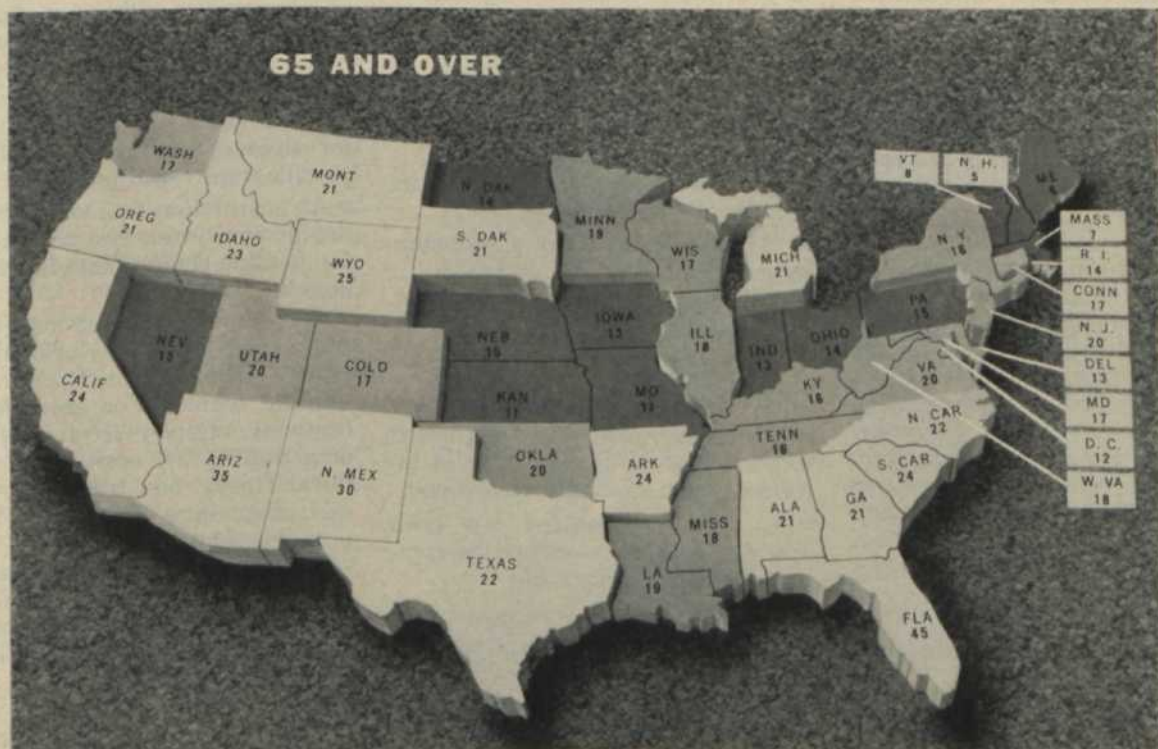 65 AND OVER
WASH
17
MONT
21
N. DAK
14
MINN
19
VT
8
N. H.
5
ME
OREG
21
IDAHO
23
S. DAK
21
WIS
17
MICH
21
N. Y.
16
MASS
7
WYO
25
R. I.
14
CONN
17
NEV
15
UTAH
20
COLO
17
NEB
IOWA
13
ILL
18
IND
13
OHIO
14
PA
15
N. J.
20
CALIF
24
KAN
11
MO
11
KY
16
VA
20
DEL
13
MD
17
ARIZ
35
N. MEX
30
OKLA
20
ARK
24
TENN
16
N. CAR
22
D. C.
12
S. CAR
24
W. VA
18
TEXAS
22
LA
19
MISS
18
ALA
21
GA
21
FLA
45